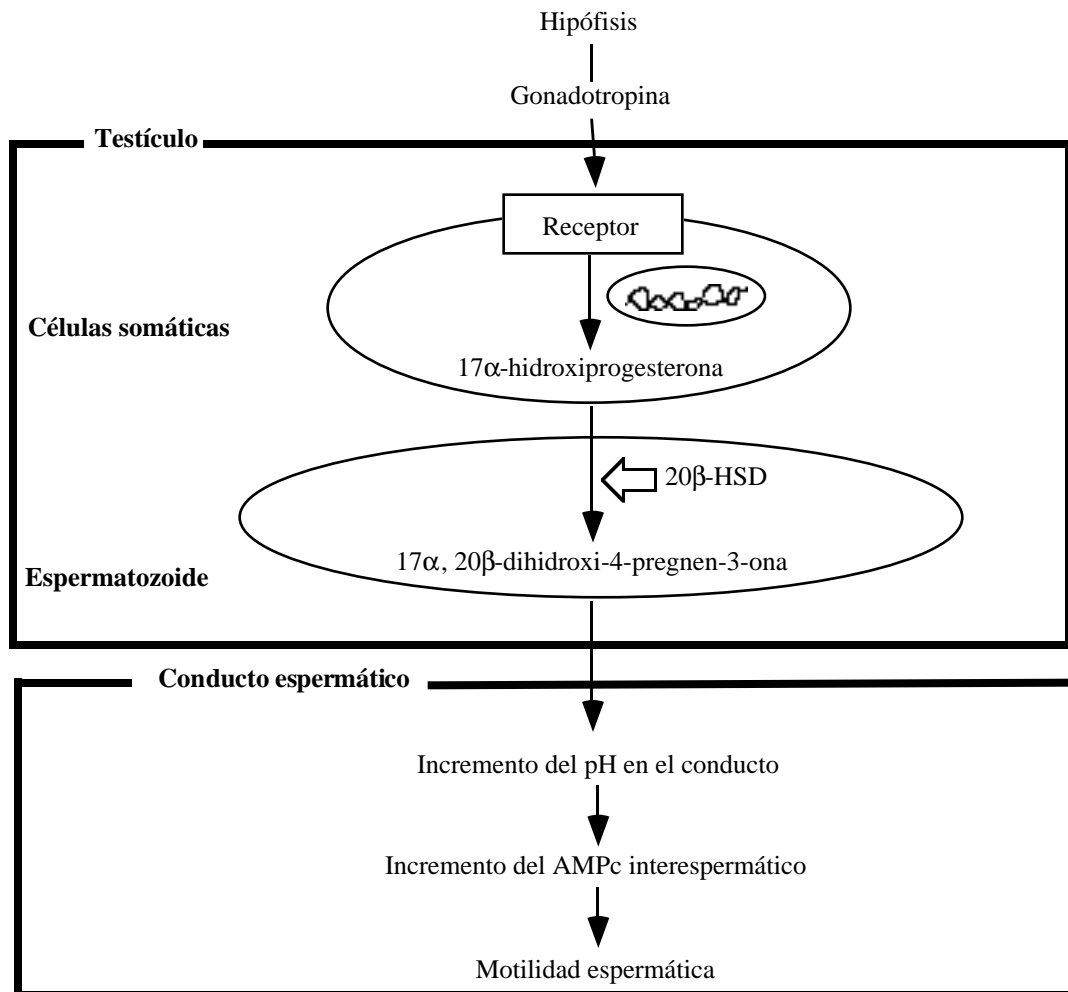 Hipófisis
Gonadotropina
Testículo
Receptor
Células somáticas
17α-hidroxiprogesterona
20β-HSD
17α, 20β-dihidroxi-4-pregnen-3-ona
Espermatozoide
Conducto espermático
Incremento del pH en el conducto
Incremento del AMPc interespermático
Motilidad espermática